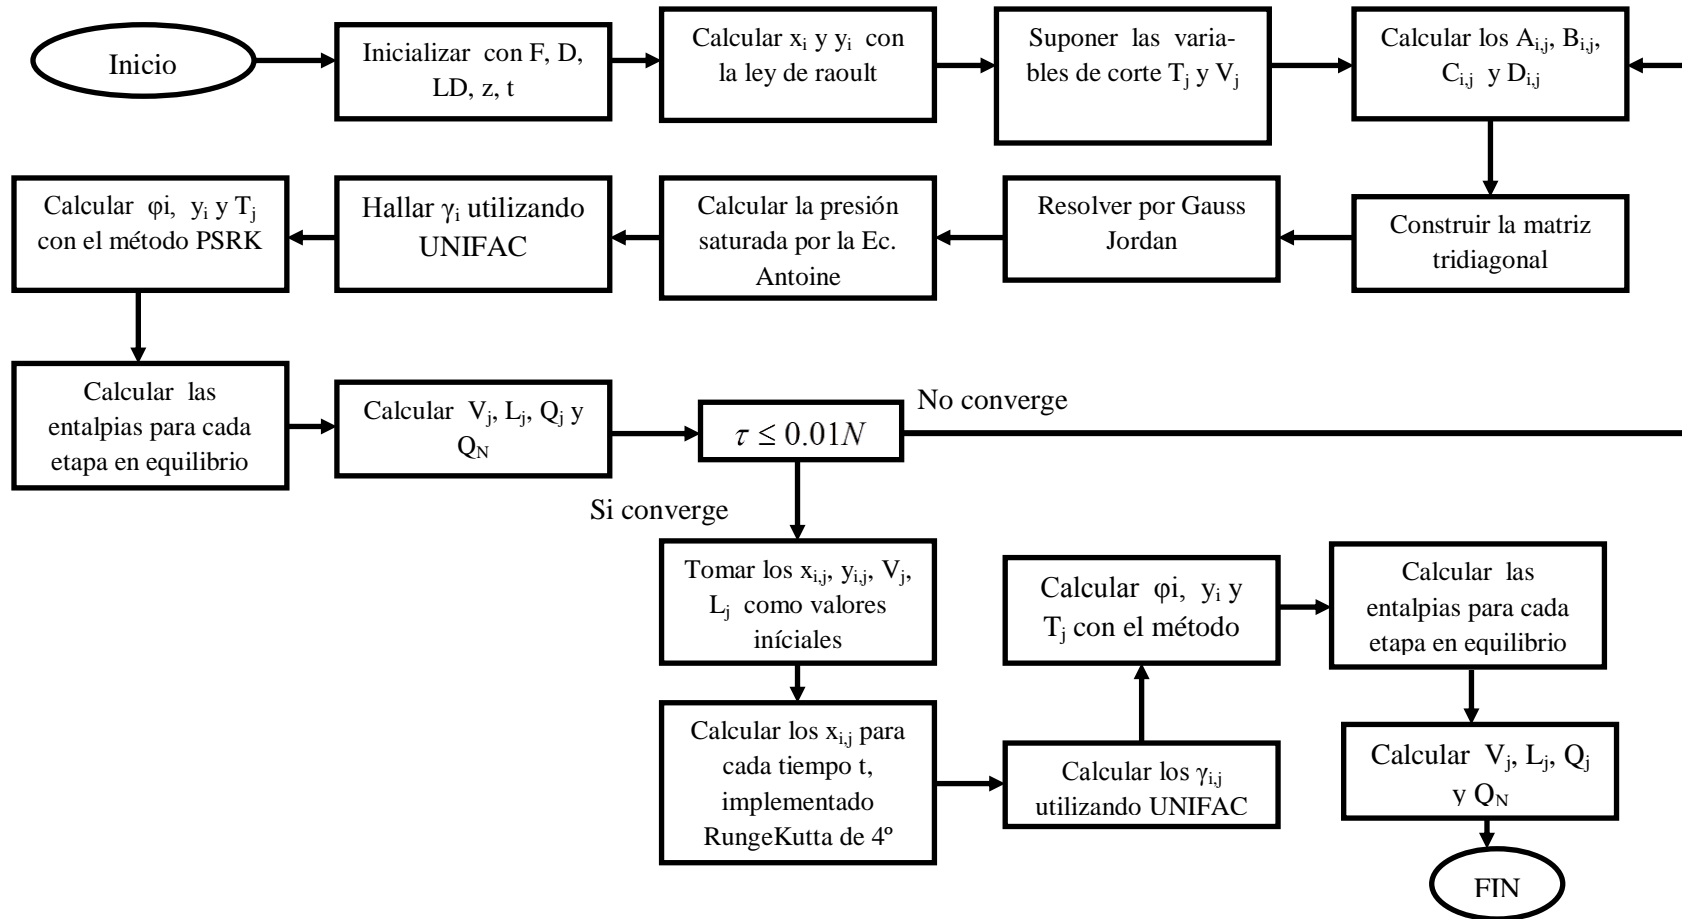 Inicio
Inicializar con F, D,
LD, z, t
Calcular xᵢ y yᵢ con
la ley de raoult
Suponer las varia-
bles de corte Tⱼ y Vⱼ
Calcular los Aᵢ,ⱼ, Bᵢ,ⱼ,
Cᵢ,ⱼ y Dᵢ,ⱼ
Construir la matriz
tridiagonal
Resolver por Gauss
Jordan
Calcular la presión
saturada por la Ec.
Antoine
Hallar γᵢ utilizando
UNIFAC
Calcular φi, yᵢ y Tⱼ
con el método PSRK
Calcular las
entalpias para cada
etapa en equilibrio
Calcular Vⱼ, Lⱼ, Qⱼ y
Q_N
τ ≤ 0.01N
No converge
Si converge
Tomar los xᵢ,ⱼ, yᵢ,ⱼ, Vⱼ,
Lⱼ como valores
iníciales
Calcular los xᵢ,ⱼ para
cada tiempo t,
implementado
RungeKutta de 4º
Calcular los γᵢ,ⱼ
utilizando UNIFAC
Calcular φi, yᵢ y
Tⱼ con el método
Calcular las
entalpias para cada
etapa en equilibrio
Calcular Vⱼ, Lⱼ, Qⱼ
y Q_N
FIN